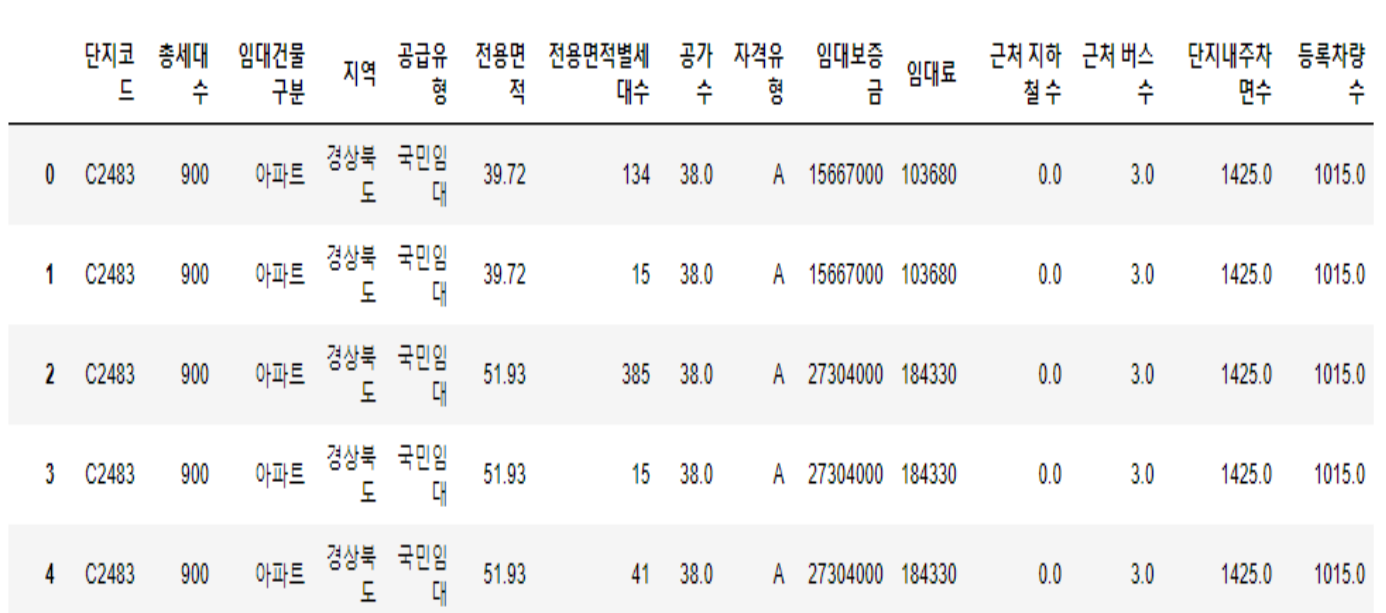 단지코드 총세대수 임대건물구분 지역 공급유형 전용면적 전용면적별세대수 공가수 자격유형 임대보증금 임대료 근처 지하철 수 근처 버스 수 단지내주차면수 등록차량수
0 C2483 900 아파트 경상북도 국민임대 39.72 134 38.0 A 15667000 103680 0.0 3.0 1425.0 1015.0
1 C2483 900 아파트 경상북도 국민임대 39.72 15 38.0 A 15667000 103680 0.0 3.0 1425.0 1015.0
2 C2483 900 아파트 경상북도 국민임대 51.93 385 38.0 A 27304000 184330 0.0 3.0 1425.0 1015.0
3 C2483 900 아파트 경상북도 국민임대 51.93 15 38.0 A 27304000 184330 0.0 3.0 1425.0 1015.0
4 C2483 900 아파트 경상북도 국민임대 51.93 41 38.0 A 27304000 184330 0.0 3.0 1425.0 1015.0